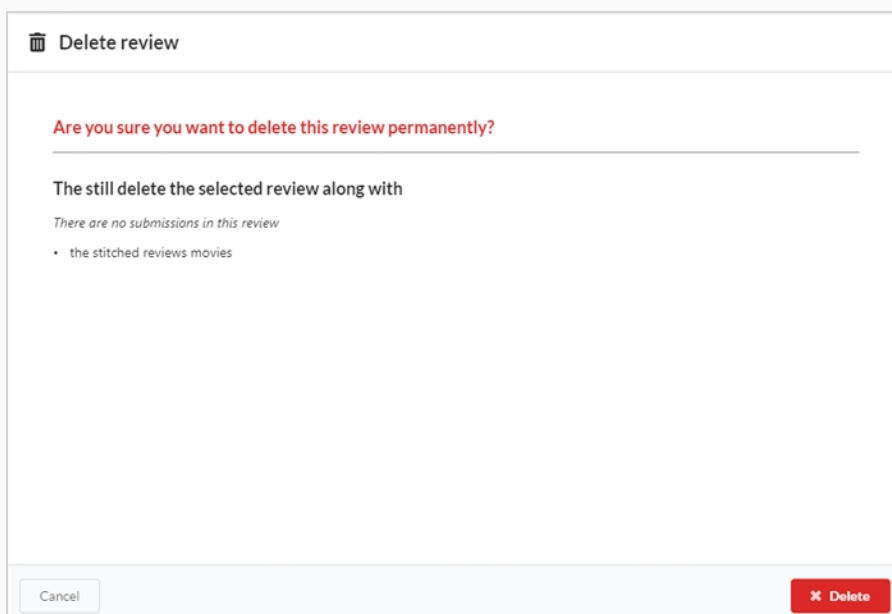 Delete review
Are you sure you want to delete this review permanently?
The still delete the selected review along with
There are no submissions in this review
• the stitched reviews movies
Cancel
✖ Delete